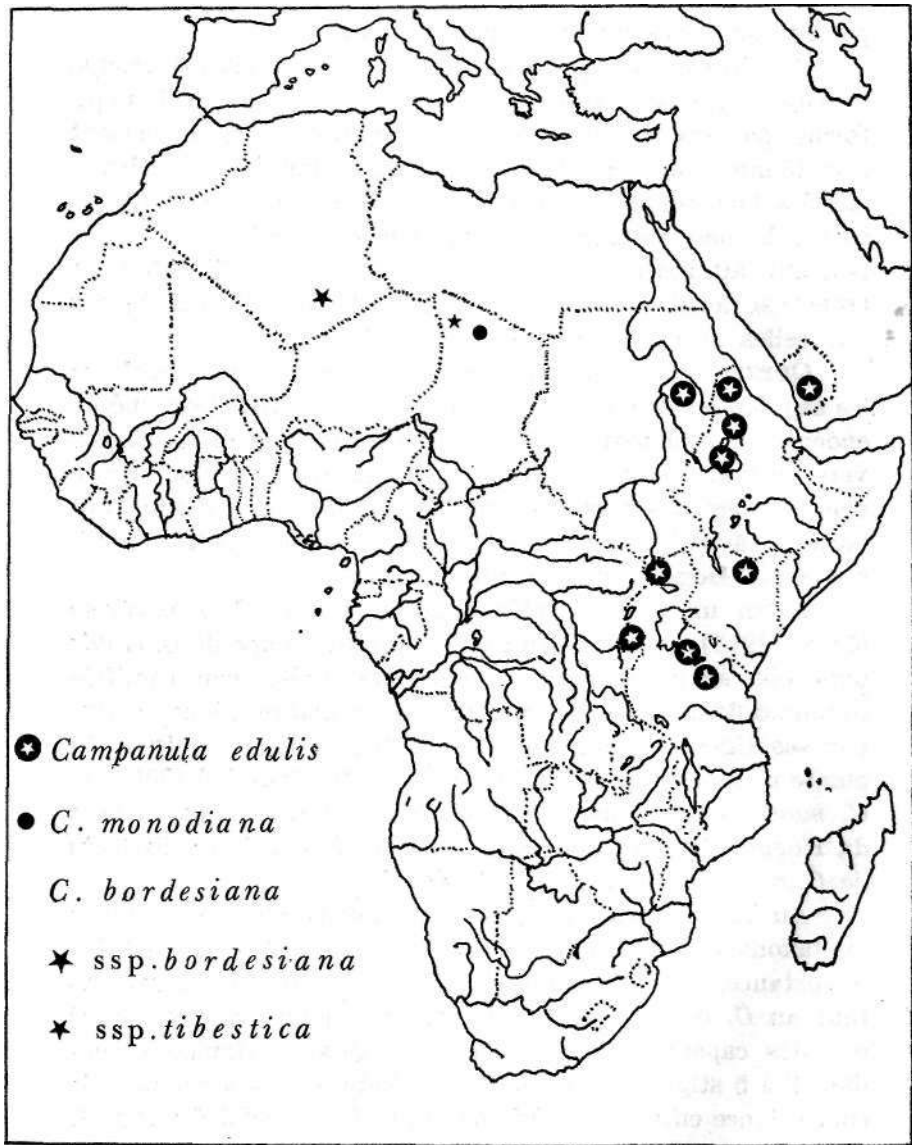 Campanula edulis
C. monodiana
C. bordesiana
ssp. bordesiana
ssp. tibestica